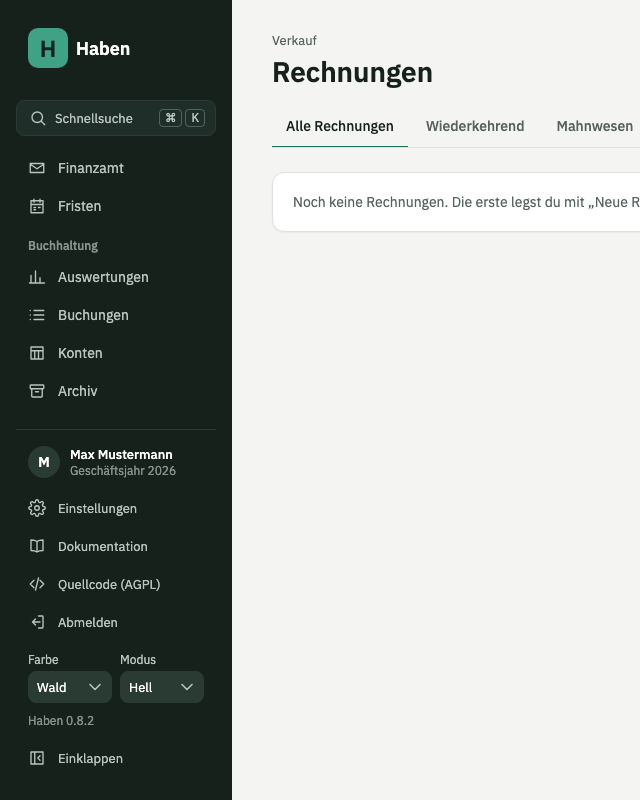 H Haben
Schnellsuche ⌘ K
Finanzamt
Fristen
Buchhaltung
Auswertungen
Buchungen
Konten
Archiv
M
Max Mustermann
Geschäftsjahr 2026
Einstellungen
Dokumentation
Quellcode (AGPL)
Abmelden
Farbe Modus
Wald Hell
Haben 0.8.2
Einklappen
Verkauf
Rechnungen
Alle Rechnungen Wiederkehrend Mahnwesen
Noch keine Rechnungen. Die erste legst du mit „Neue R